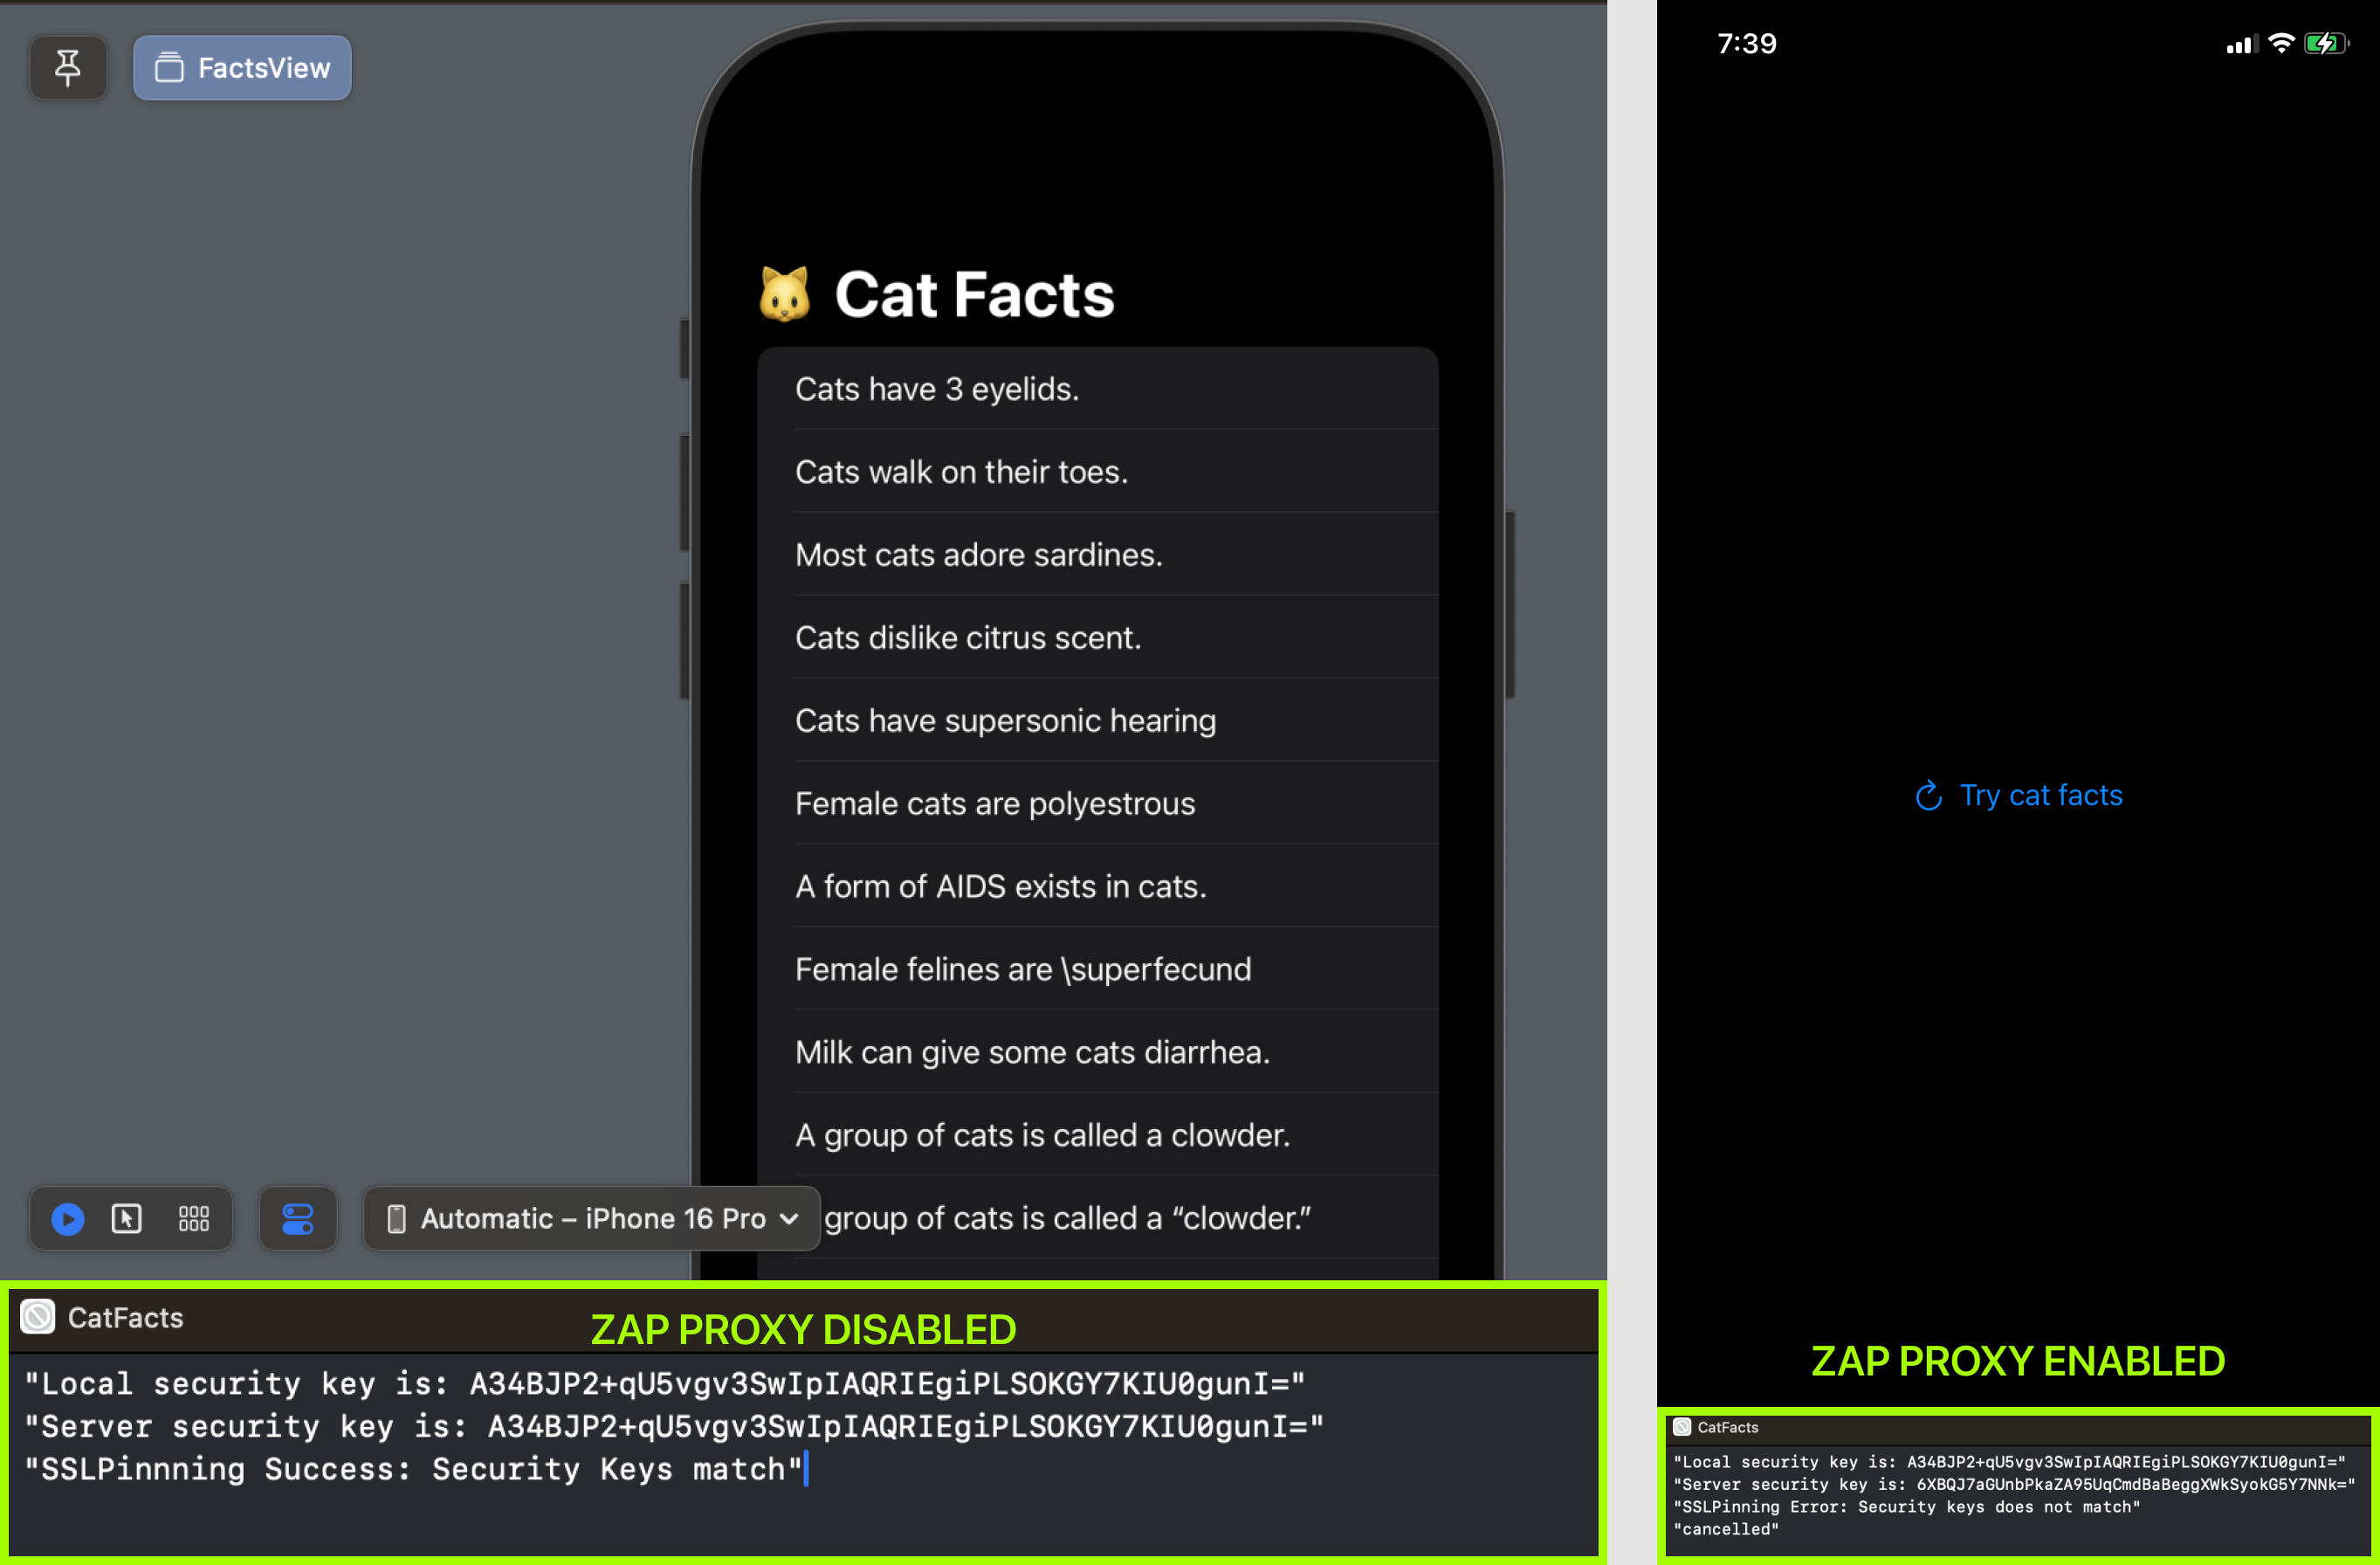 FactsView
Cat Facts
Cats have 3 eyelids.
Cats walk on their toes.
Most cats adore sardines.
Cats dislike citrus scent.
Cats have supersonic hearing
Female cats are polyestrous
A form of AIDS exists in cats.
Female felines are \superfecund
Milk can give some cats diarrhea.
A group of cats is called a clowder.
group of cats is called a “clowder.”
Automatic – iPhone 16 Pro
CatFacts
ZAP PROXY DISABLED
"Local security key is: A34BJP2+qU5vgv3SwIpIAQRIEgiPLSOKGY7KIU0gunI="
"Server security key is: A34BJP2+qU5vgv3SwIpIAQRIEgiPLSOKGY7KIU0gunI="
"SSLPinnning Success: Security Keys match"
7:39
Try cat facts
ZAP PROXY ENABLED
CatFacts
"Local security key is: A34BJP2+qU5vgv3SwIpIAQRIEgiPLSOKGY7KIU0gunI="
"Server security key is: 6XBQJ7aGUnbPkaZA95UqCmdBaBeggXWkSyokG5Y7NNk="
"SSLPinning Error: Security keys does not match"
"cancelled"